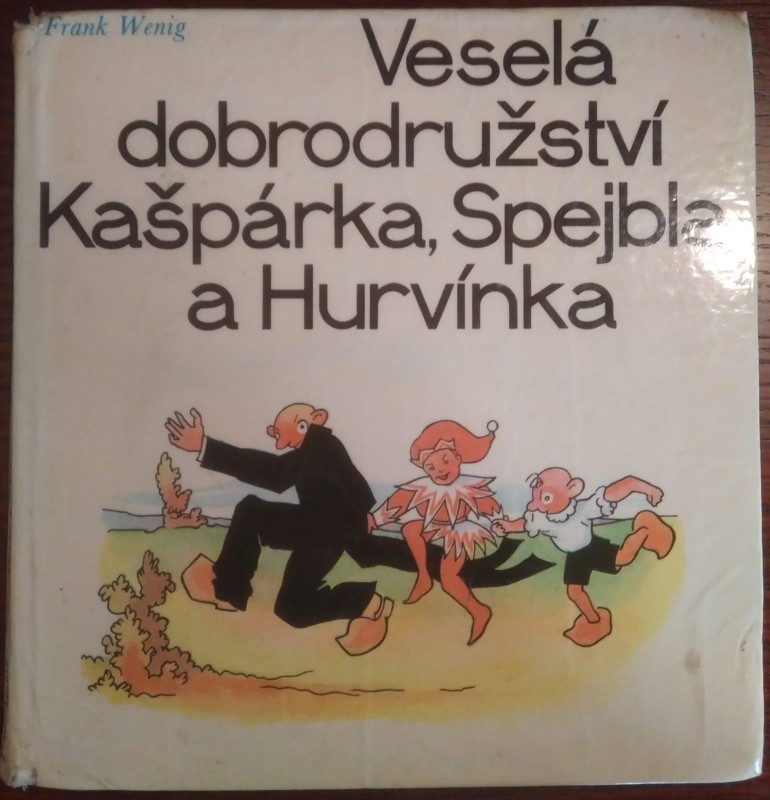 Frank Wenig
Veselá
dobrodružství
Kašpárka, Spejbla
a Hurvínka